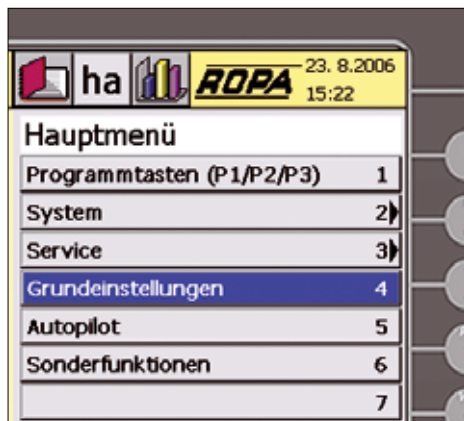 ha ROPA 23. 8.2006
15:22
Hauptmenü
Programmtasten (P1/P2/P3) 1
System 2
Service 3
Grundeinstellungen 4
Autopilot 5
Sonderfunktionen 6
7